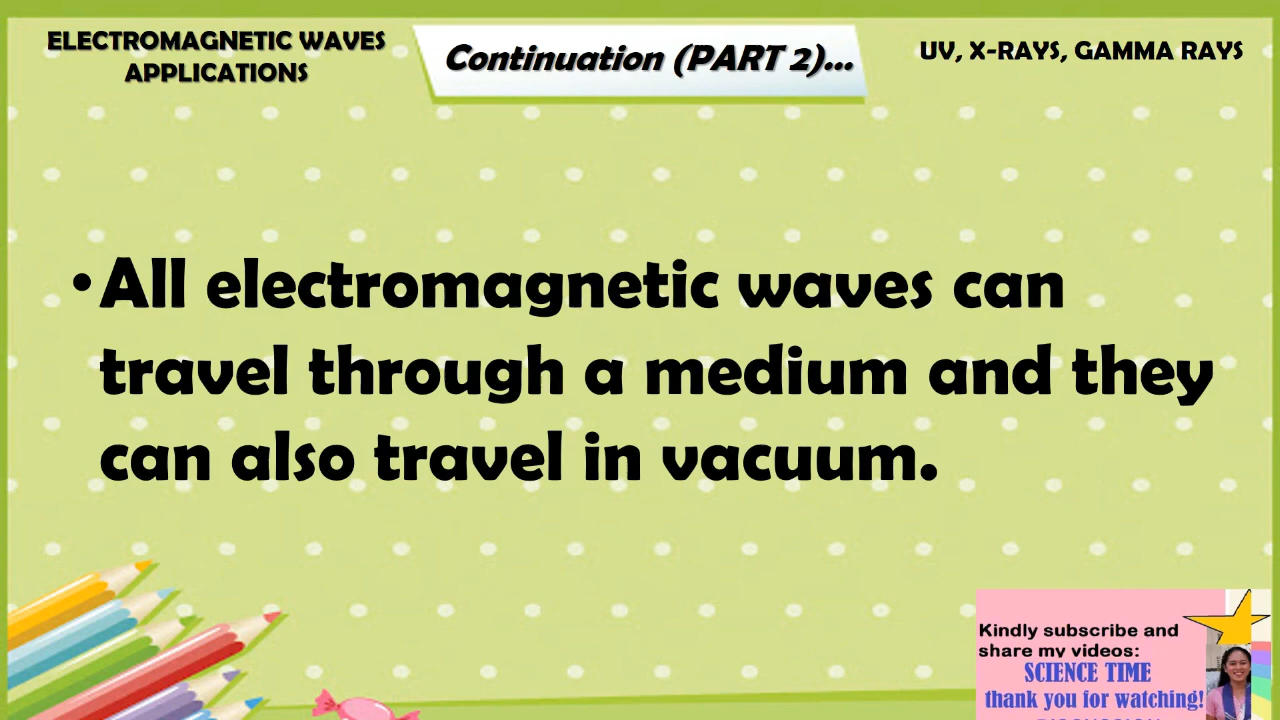 ELECTROMAGNETIC WAVES
APPLICATIONS
Continuation (PART 2)...
UV, X-RAYS, GAMMA RAYS
•All electromagnetic waves can
travel through a medium and they
can also travel in vacuum.
Kindly subscribe and
share my videos:
SCIENCE TIME
thank you for watching!